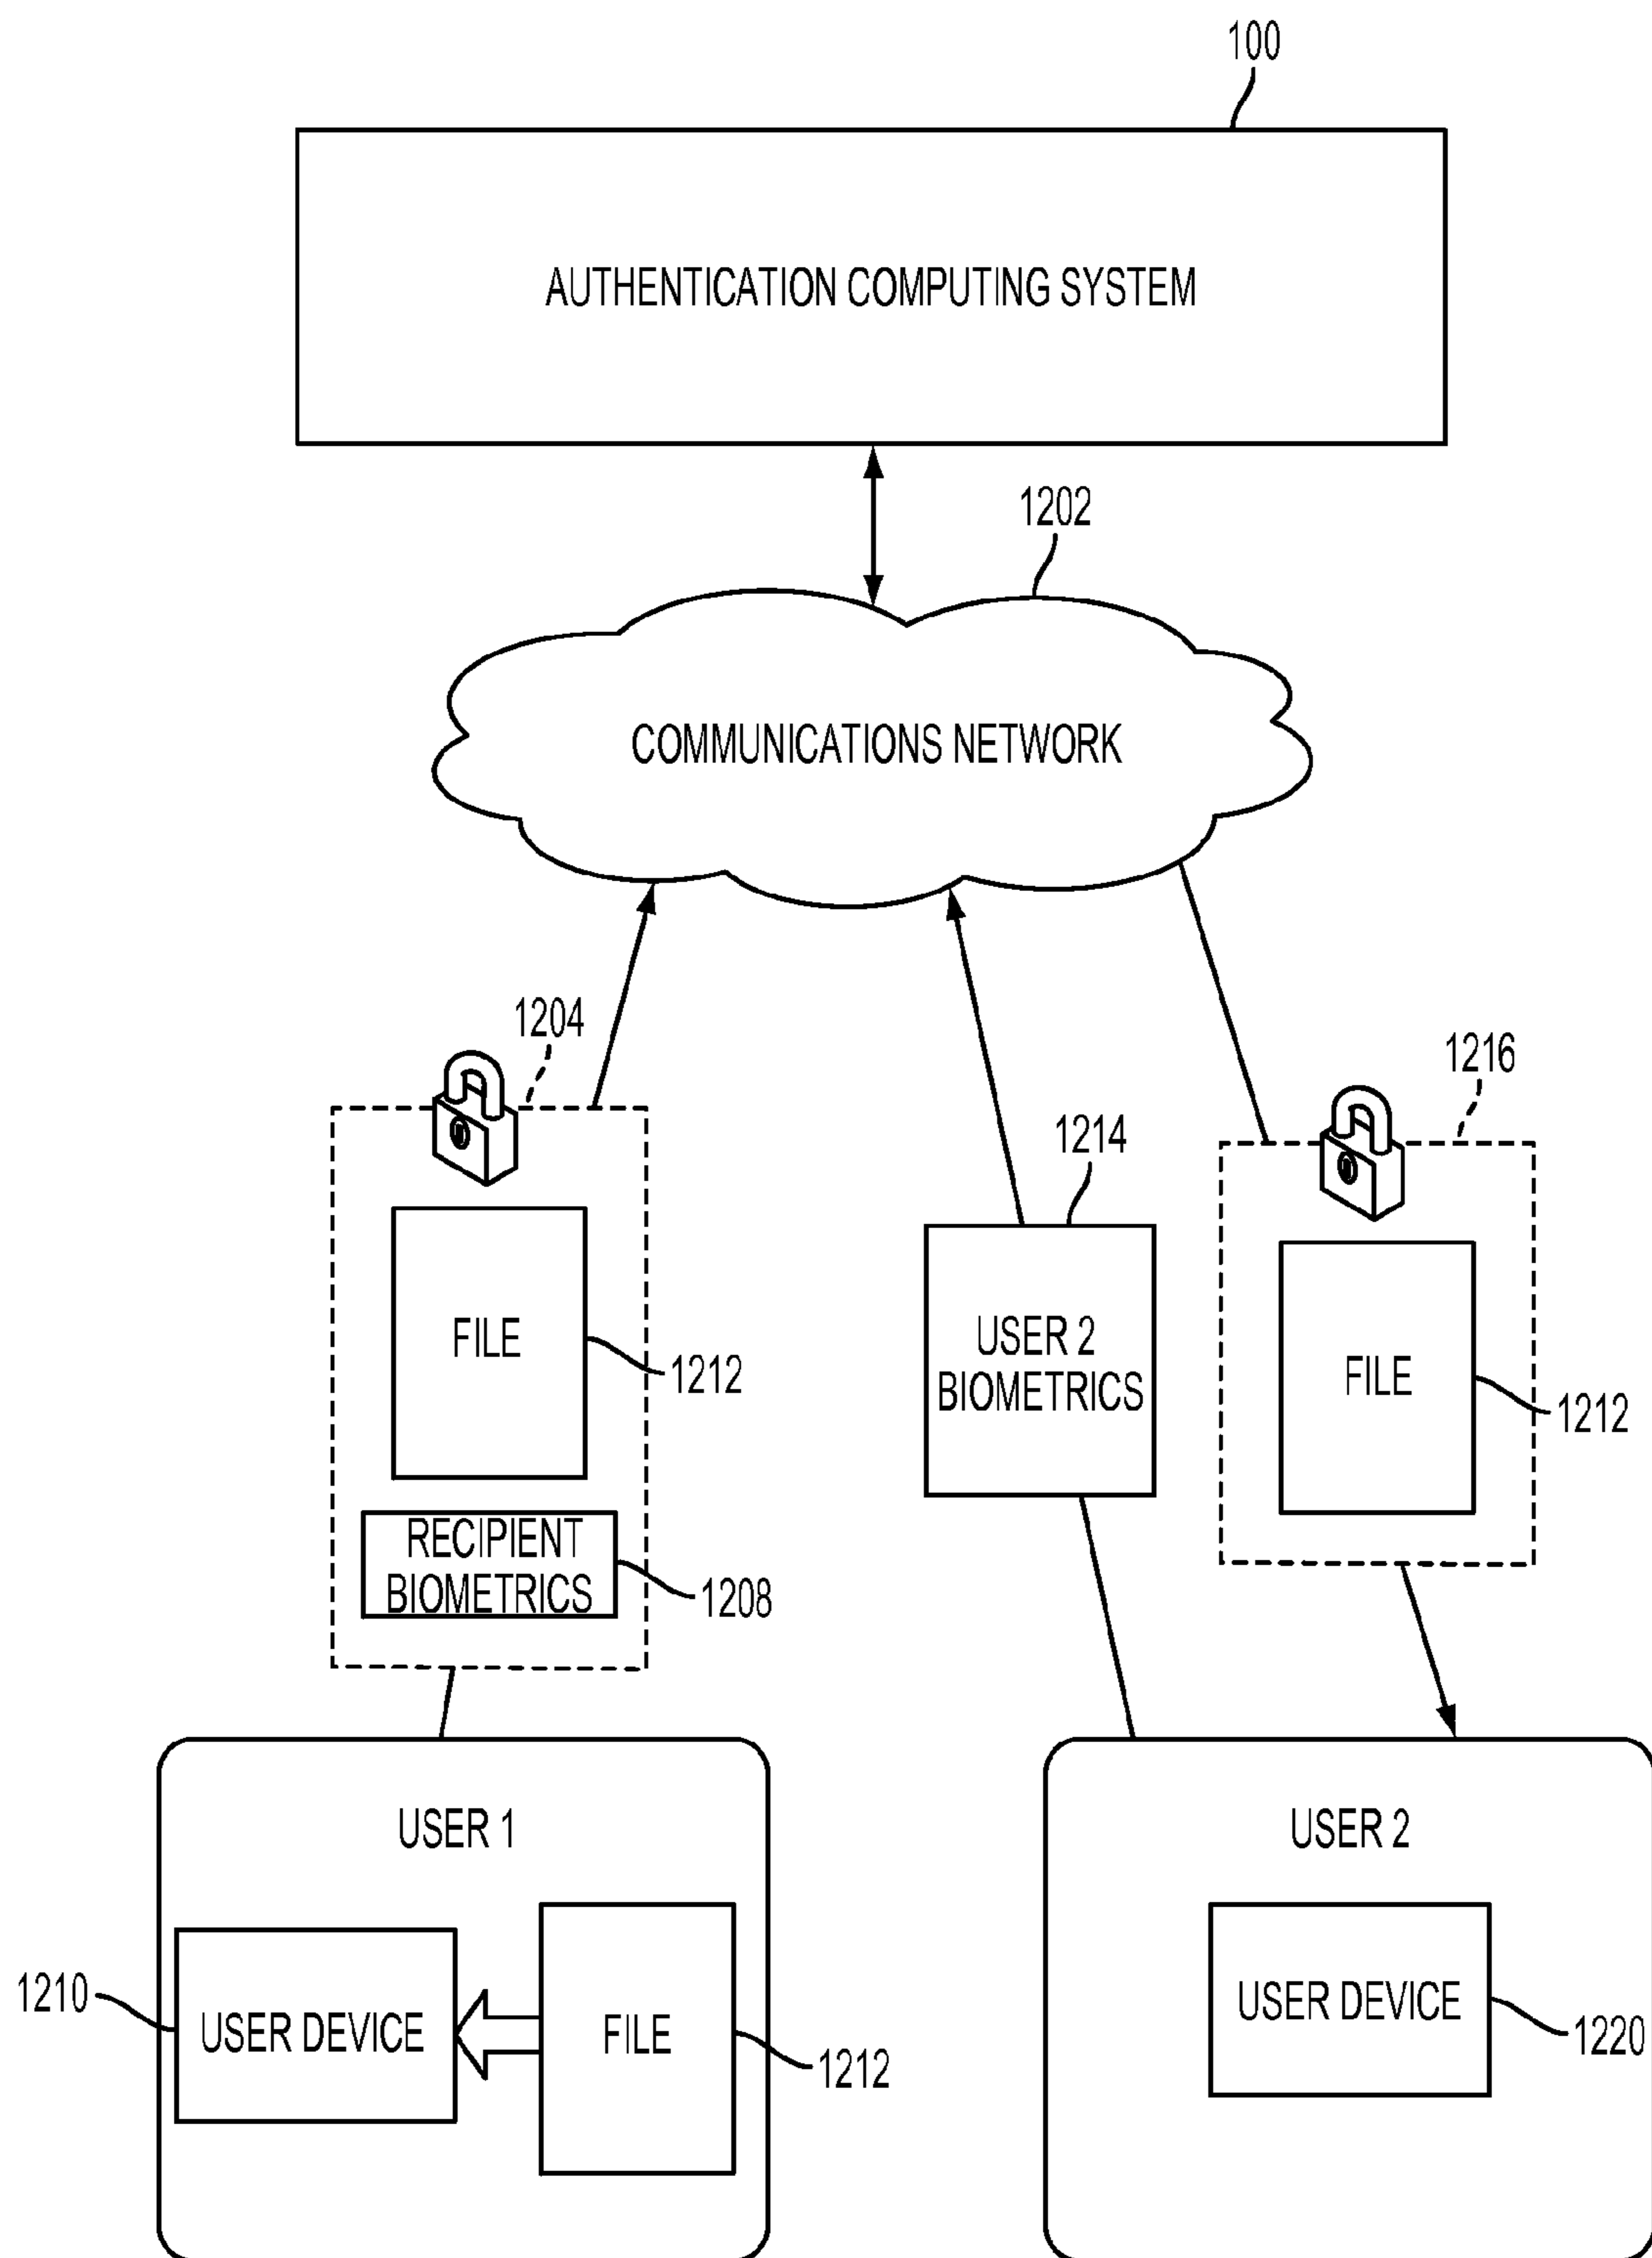 100
AUTHENTICATION COMPUTING SYSTEM
1202
COMMUNICATIONS NETWORK
1204
1216
1214
FILE
1212
USER 2
BIOMETRICS
FILE
1212
RECIPIENT
BIOMETRICS
1208
USER 1
USER 2
1210
USER DEVICE
FILE
1212
USER DEVICE
1220